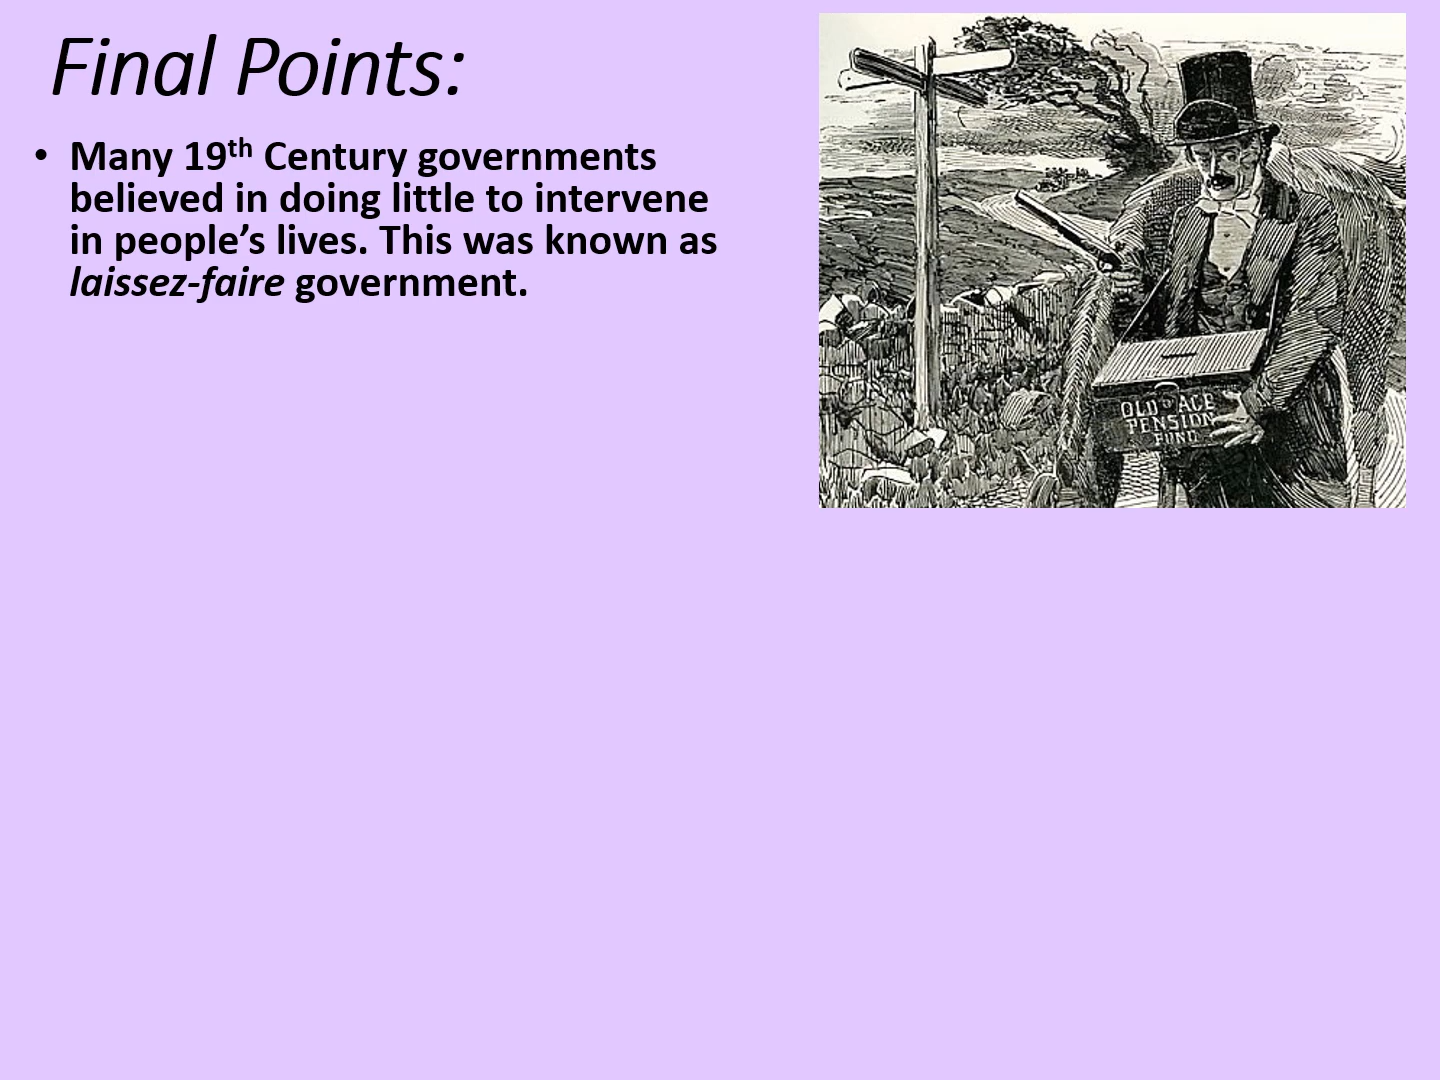 Final Points:
• Many 19th Century governments
believed in doing little to intervene
in people’s lives. This was known as
laissez-faire government.
OLD AGE
PENSION
FUND